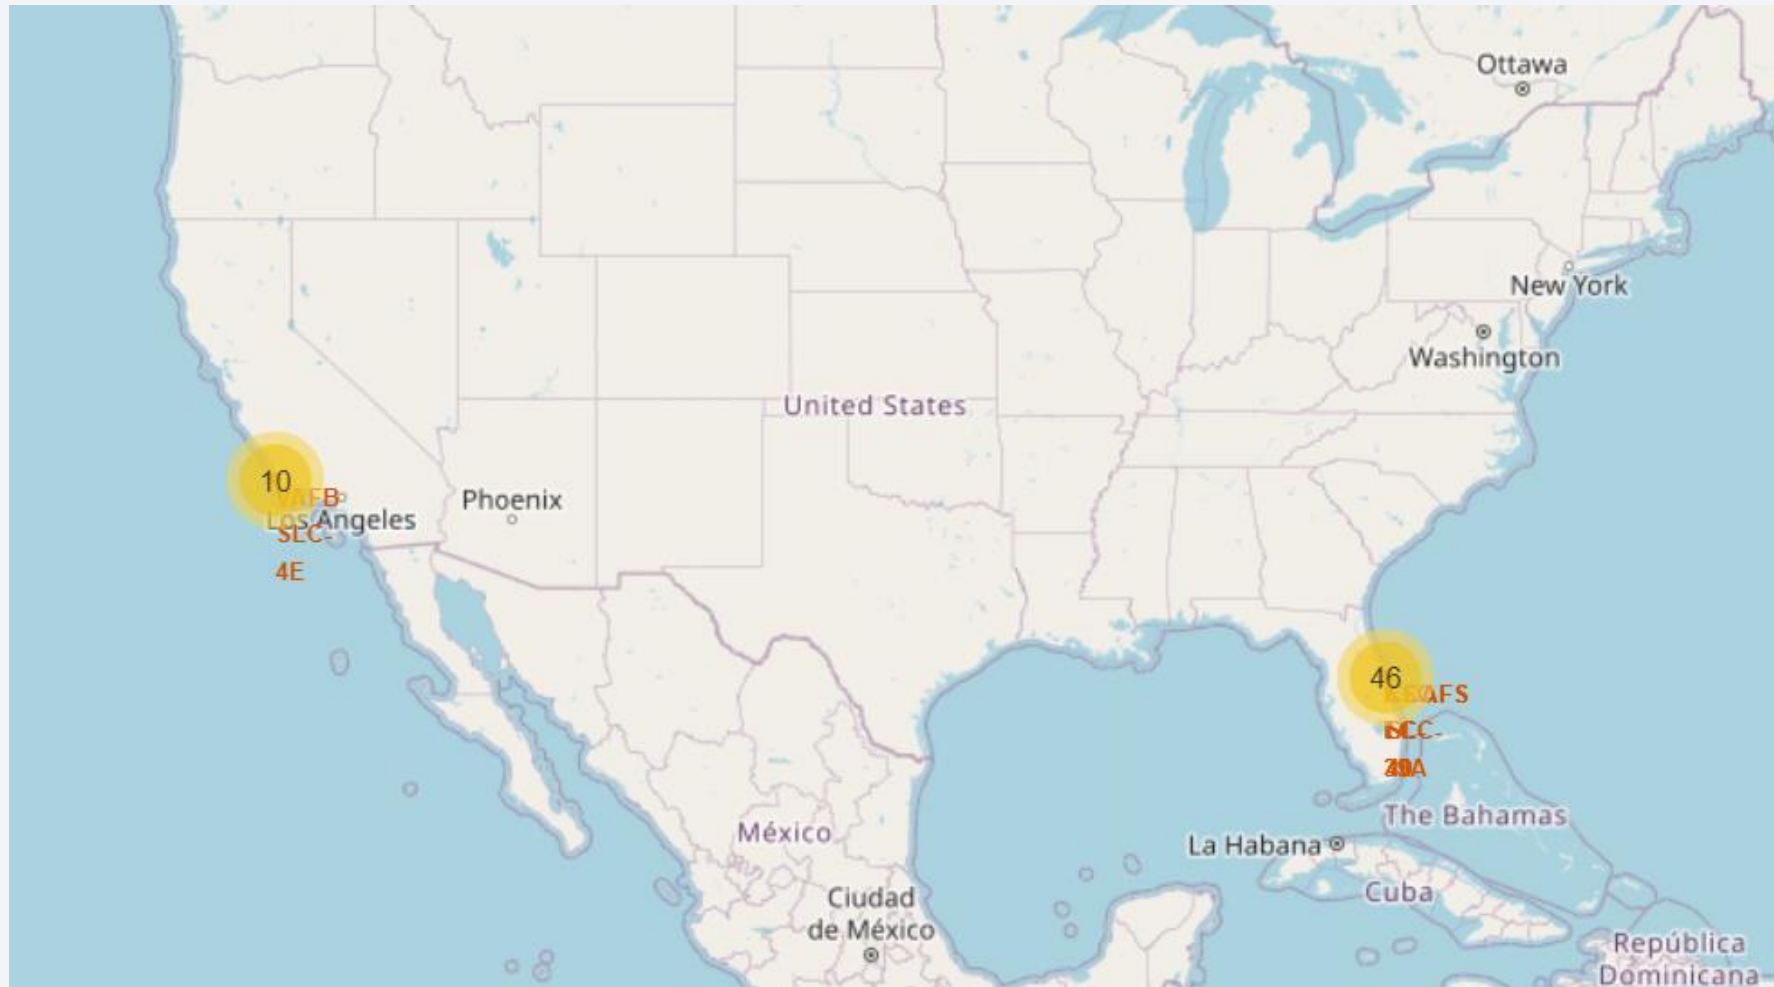 Ottawa
New York
Washington
United States
10
VAFB
Los Angeles
SLC-
4E
Phoenix
46
The Bahamas
La Habana
México
Cuba
Ciudad
de México
República
Dominicana